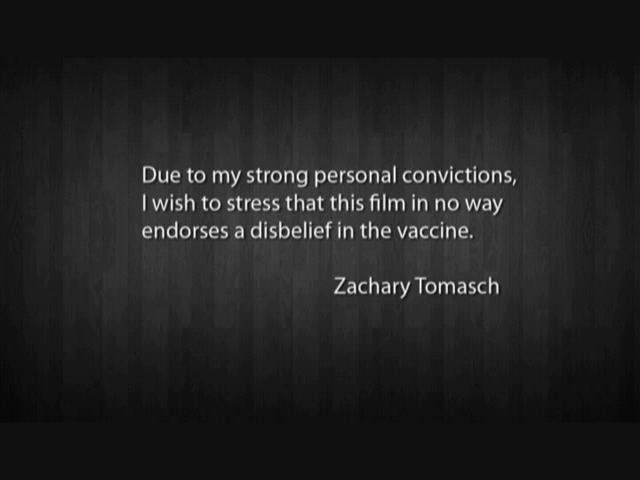 Due to my strong personal convictions,
I wish to stress that this film in no way
endorses a disbelief in the vaccine.
Zachary Tomasch